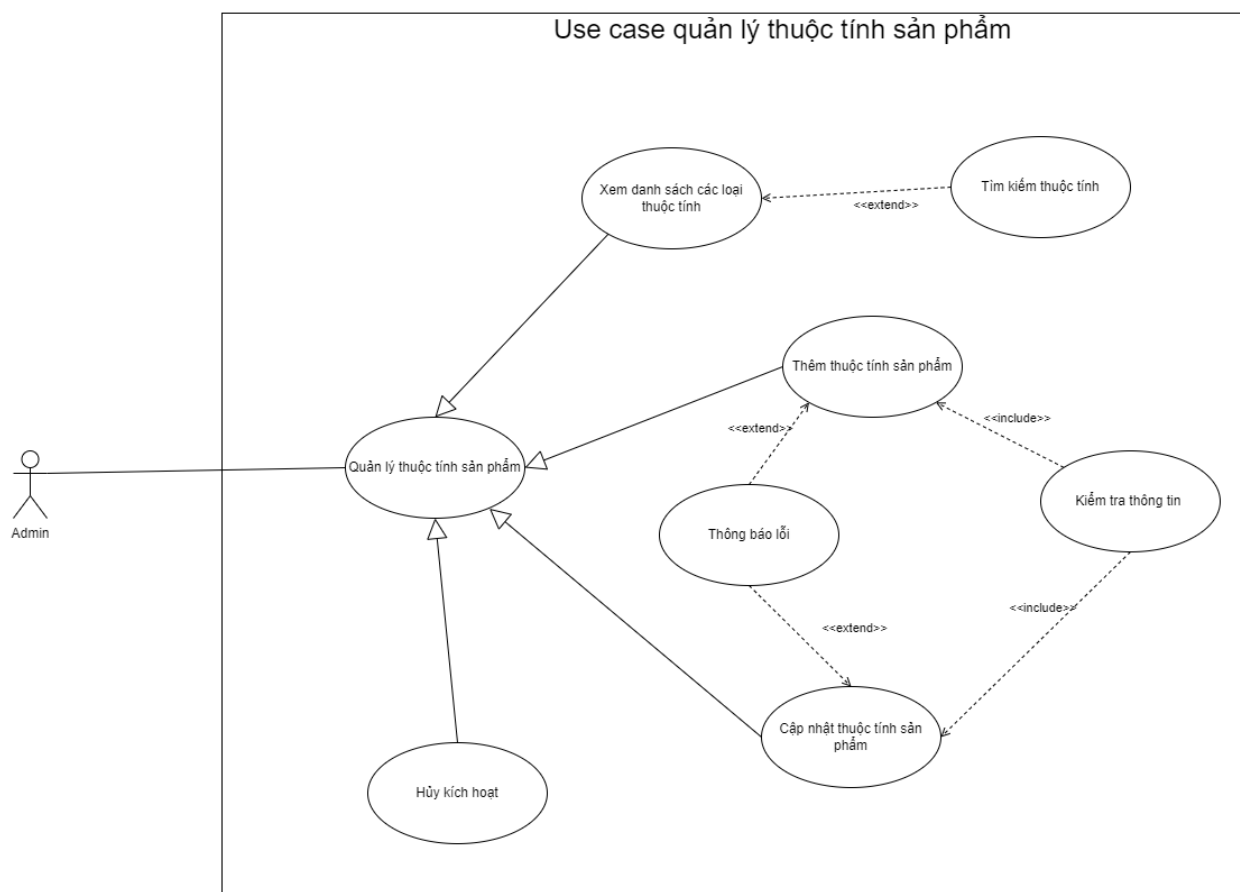 Use case quản lý thuộc tính sản phẩm
Xem danh sách các loại
thuộc tính
Tìm kiếm thuộc tính
<<extend>>
Thêm thuộc tính sản phẩm
<<extend>>
<<include>>
Quản lý thuộc tính sản phẩm
Admin
Thông báo lỗi
Kiểm tra thông tin
<<extend>>
<<include>>
Cập nhật thuộc tính sản
phẩm
Hủy kích hoạt